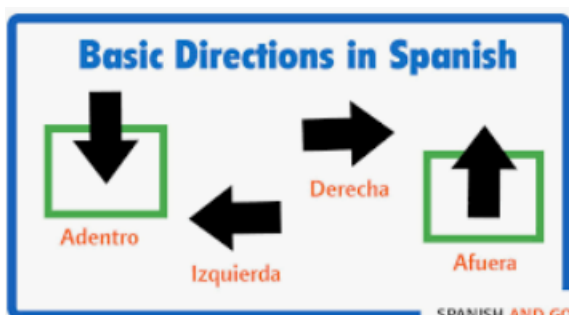 Basic Directions in Spanish
Derecha
Adentro
Izquierda
Afuera
SPANISH AND GO